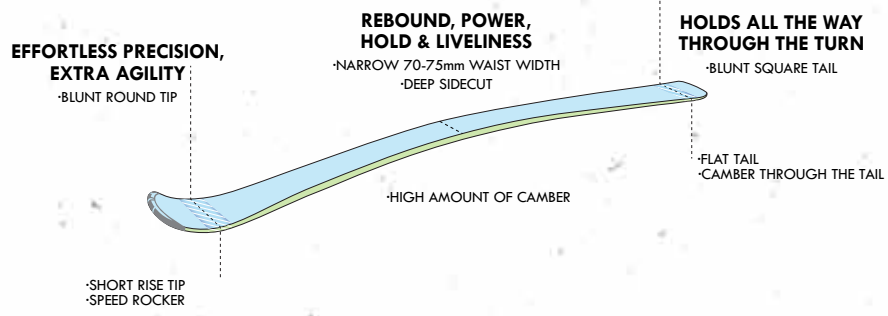 EFFORTLESS PRECISION,
EXTRA AGILITY
·BLUNT ROUND TIP
REBOUND, POWER,
HOLD & LIVELINESS
·NARROW 70-75mm WAIST WIDTH
·DEEP SIDECUT
HOLDS ALL THE WAY
THROUGH THE TURN
·BLUNT SQUARE TAIL
·FLAT TAIL
·CAMBER THROUGH THE TAIL
·HIGH AMOUNT OF CAMBER
·SHORT RISE TIP
·SPEED ROCKER